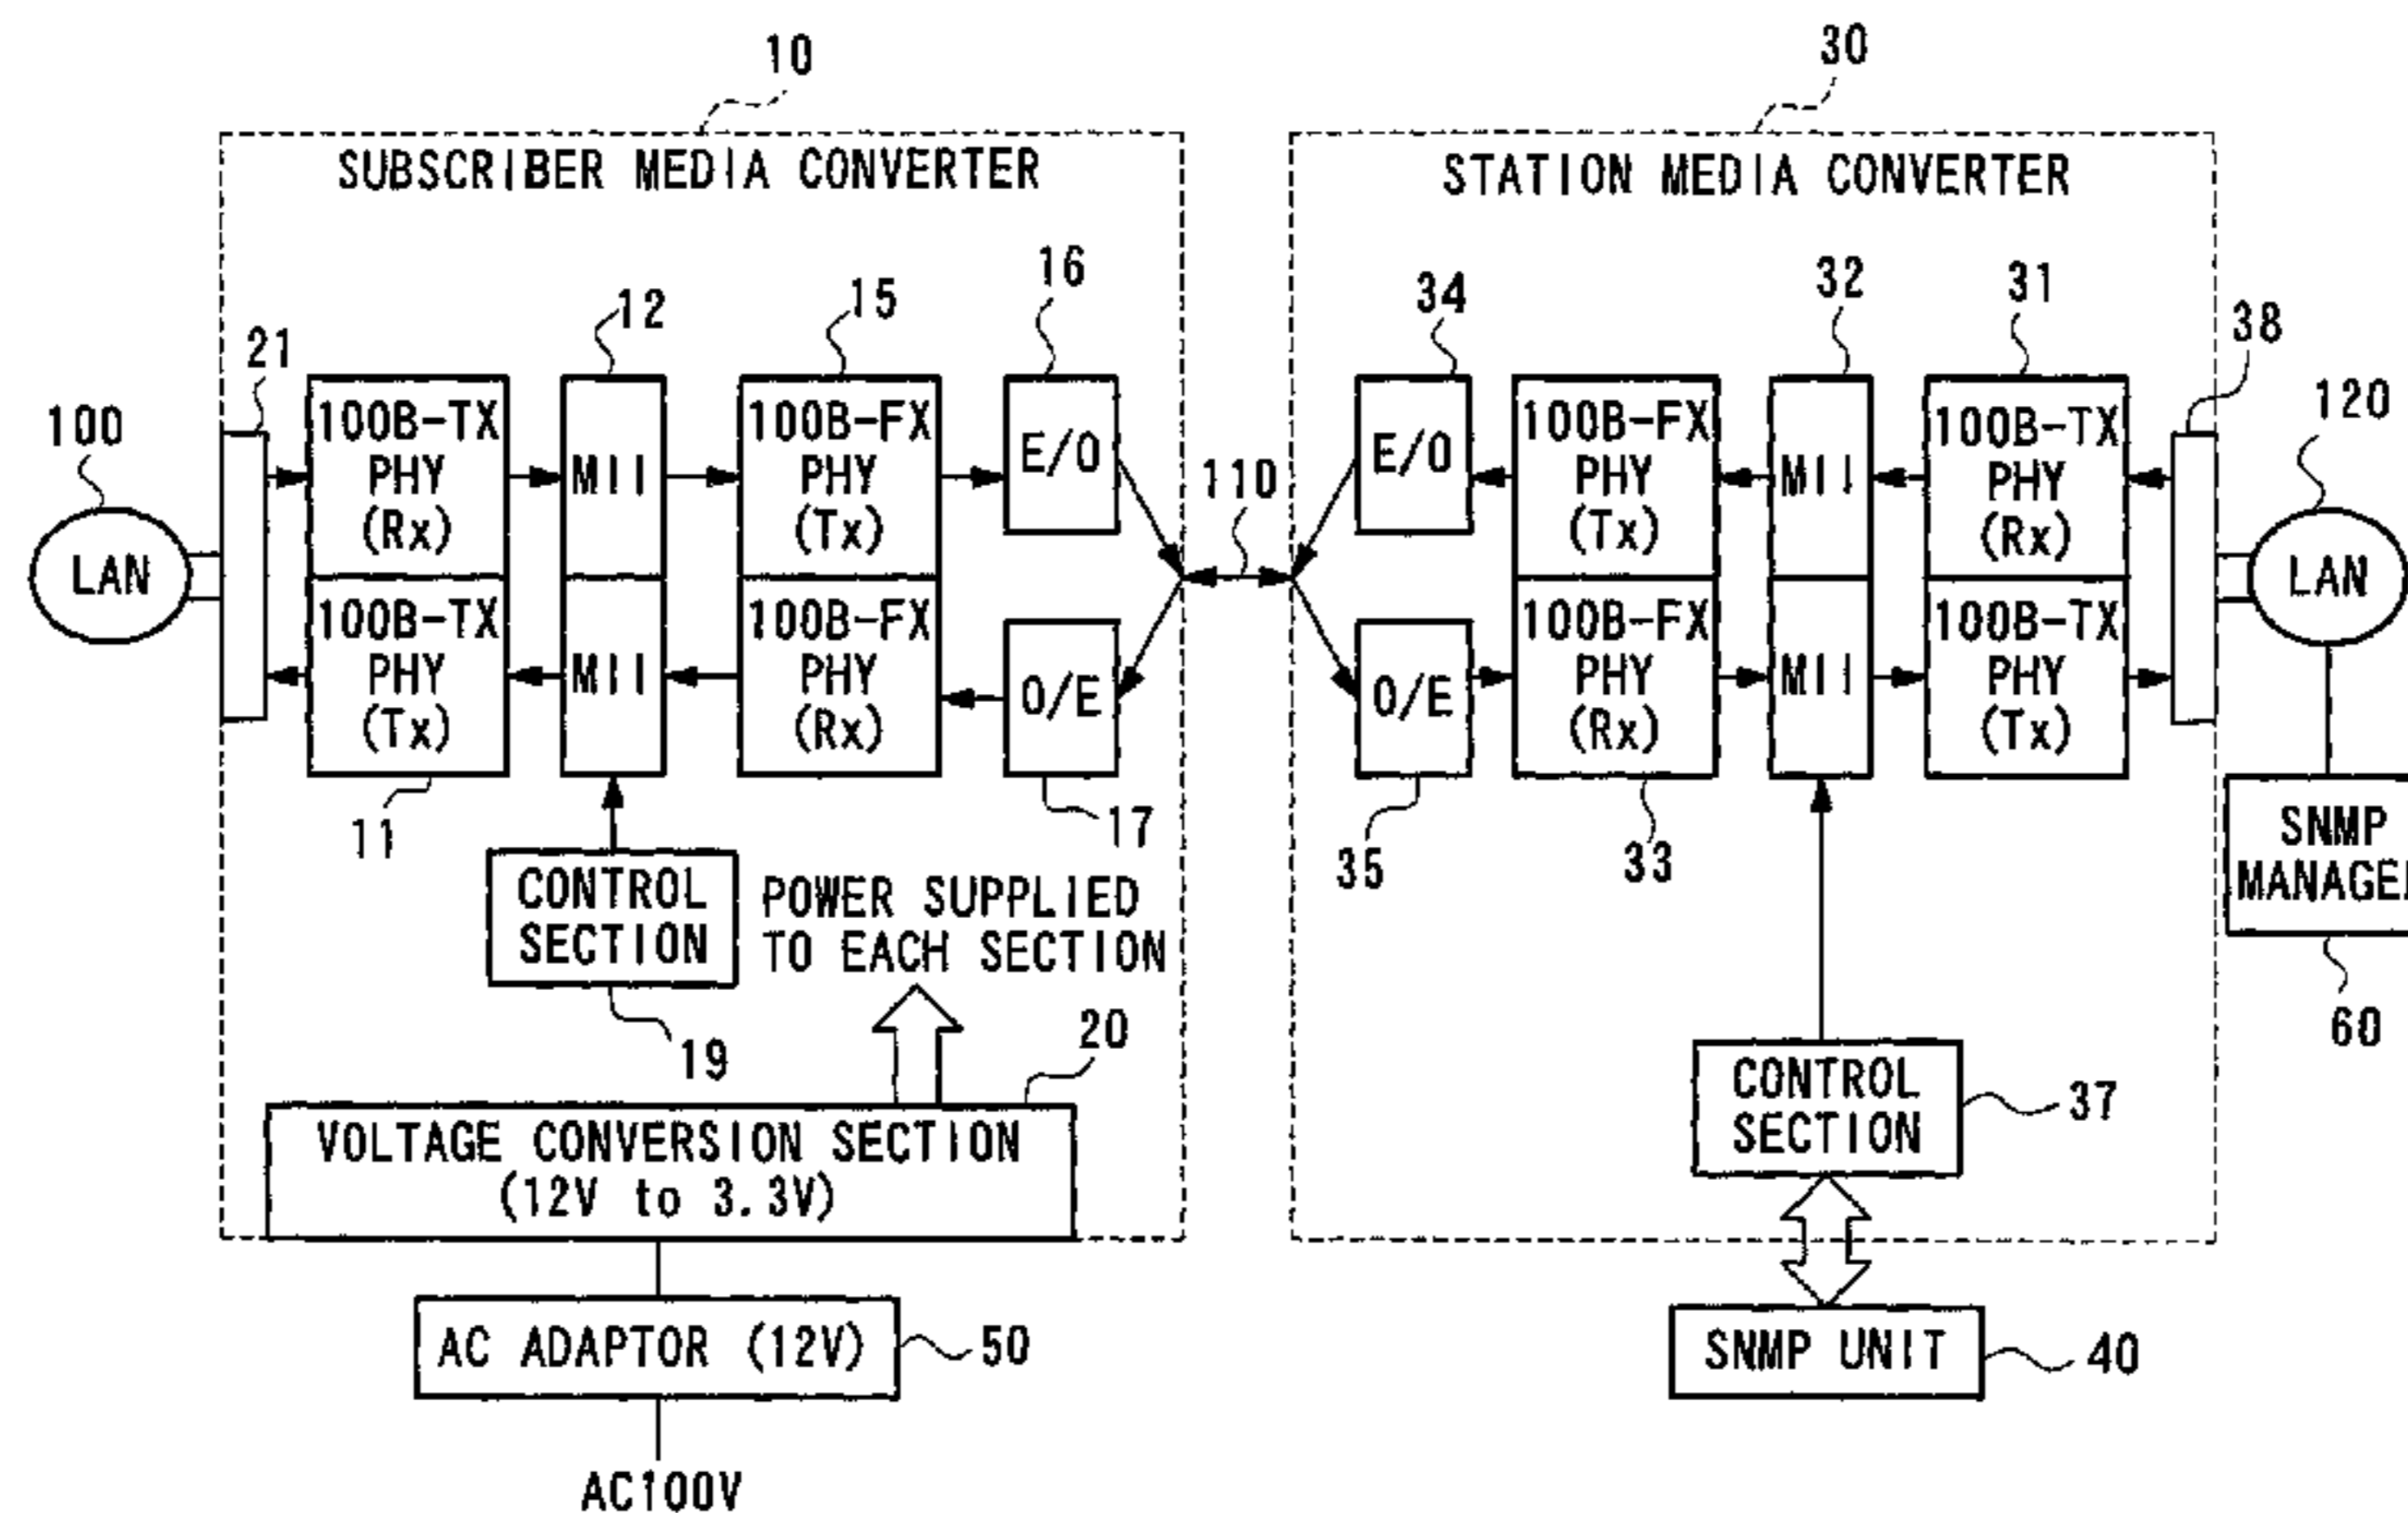 10
30
SUBSCRIBER MEDIA CONVERTER
STATION MEDIA CONVERTER
21
12
15
16
34
32
31
38
100
110
120
LAN
100B-TX
PHY
(Rx)
MII
100B-FX
PHY
(Tx)
E/O
E/O
100B-FX
PHY
(Tx)
MII
100B-TX
PHY
(Rx)
LAN
100B-TX
PHY
(Tx)
MII
100B-FX
PHY
(Rx)
O/E
O/E
100B-FX
PHY
(Rx)
MII
100B-TX
PHY
(Tx)
11
17
35
33
SNMP
MANAGE
60
CONTROL
SECTION
19
POWER SUPPLIED
TO EACH SECTION
20
VOLTAGE CONVERSION SECTION
(12V to 3.3V)
CONTROL
SECTION
37
AC ADAPTOR (12V)
50
SNMP UNIT
40
AC100V